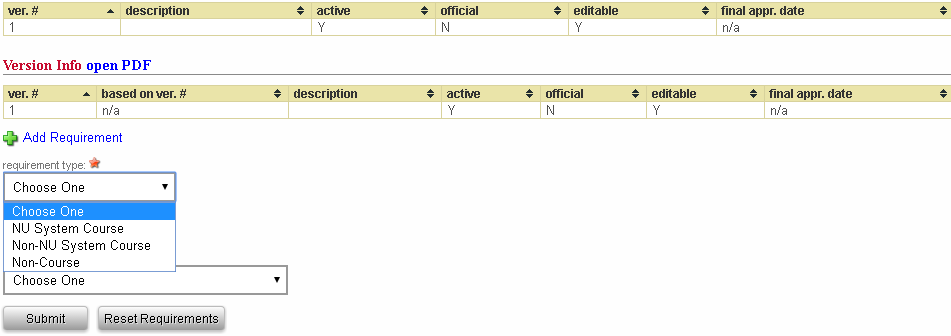 ver. # description active official editable final appr. date
1 Y N Y n/a
Version Info open PDF
ver. # based on ver. # description active official editable final appr. date
1 n/a Y N Y n/a
Add Requirement
requirement type:
Choose One
Choose One
NU System Course
Non-NU System Course
Non-Course
Choose One
Submit Reset Requirements